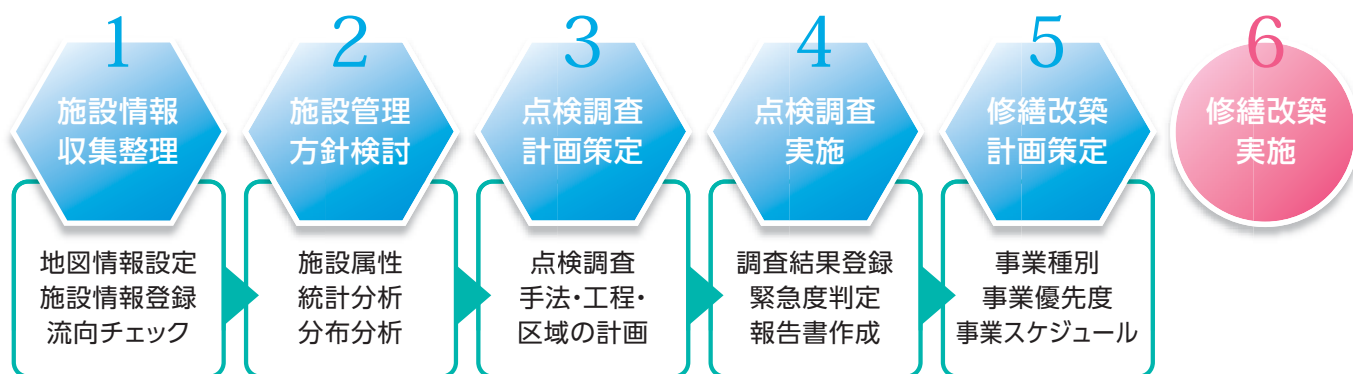 1
施設情報
収集整理
地図情報設定
施設情報登録
流向チェック
2
施設管理
方針検討
施設属性
統計分析
分布分析
3
点検調査
計画策定
点検調査
手法・工程・
区域の計画
4
点検調査
実施
調査結果登録
緊急度判定
報告書作成
5
修繕改築
計画策定
事業種別
事業優先度
事業スケジュール
6
修繕改築
実施